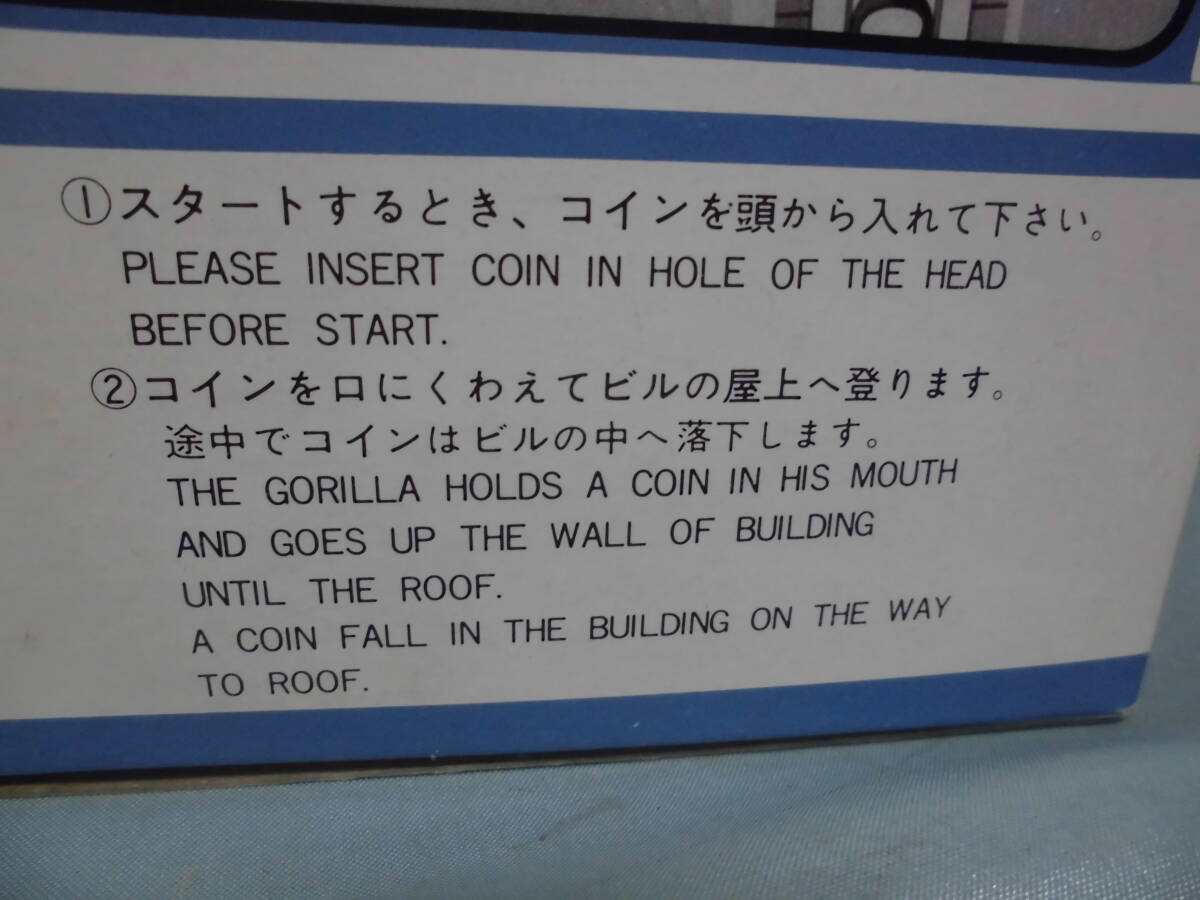 ①スタートするとき、コインを頭から入れて下さい。
PLEASE INSERT COIN IN HOLE OF THE HEAD
BEFORE START.
②コインを口にくわえてビルの屋上へ登ります。
途中でコインはビルの中へ落下します。
THE GORILLA HOLDS A COIN IN HIS MOUTH
AND GOES UP THE WALL OF BUILDING
UNTIL THE ROOF.
A COIN FALL IN THE BUILDING ON THE WAY
TO ROOF.